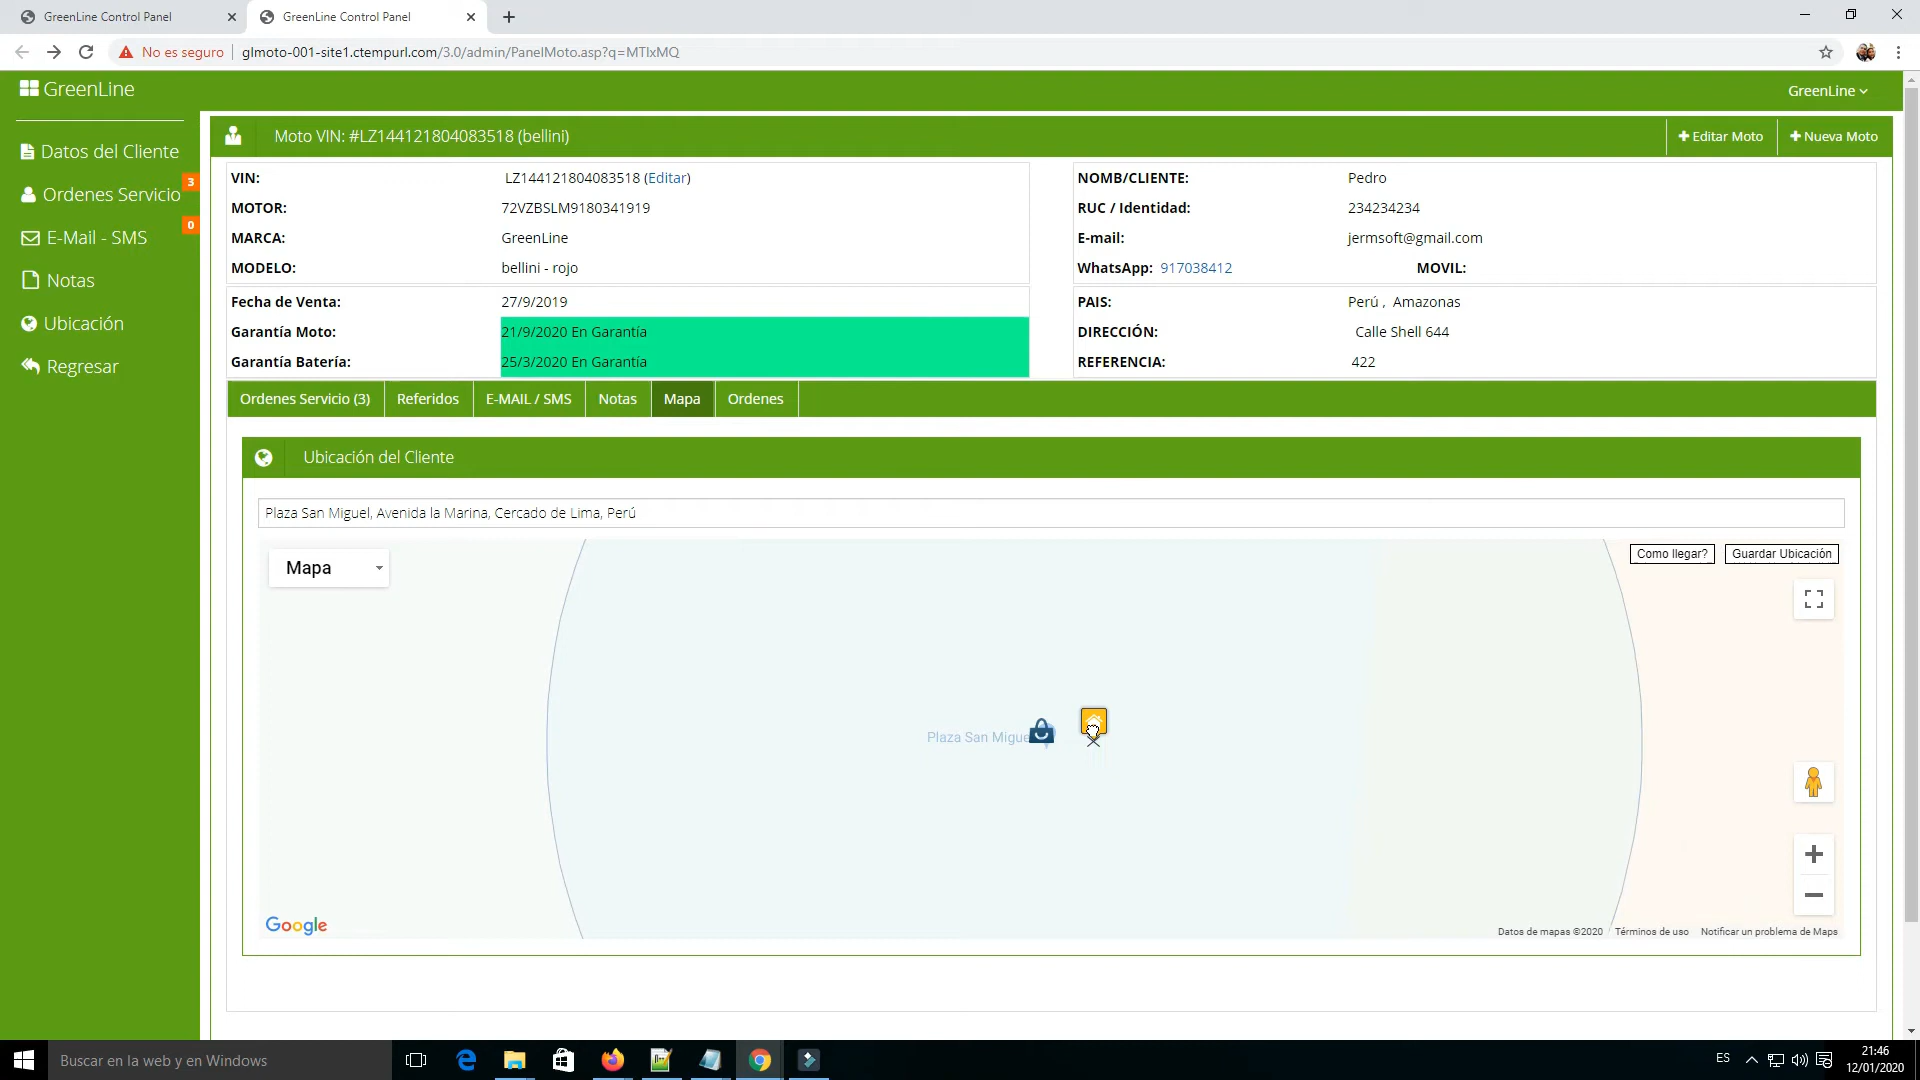 GreenLine Control Panel
GreenLine Control Panel
No es seguro
glmoto-001-site1.ctempurl.com/3.0/admin/PanelMoto.asp?q=MTIxMQ
GreenLine
GreenLine
Datos del Cliente
Ordenes Servicio
3
E-Mail - SMS
0
Notas
Ubicación
Regresar
Moto VIN: #LZ144121804083518 (bellini)
Editar Moto
Nueva Moto
VIN: LZ144121804083518 (Editar)
MOTOR: 72VZBSLM9180341919
MARCA: GreenLine
MODELO: bellini - rojo
Fecha de Venta: 27/9/2019
Garantía Moto: 21/9/2020 En Garantía
Garantía Batería: 25/3/2020 En Garantía
NOMB/CLIENTE: Pedro
RUC / Identidad: 234234234
E-mail: jermsoft@gmail.com
WhatsApp: 917038412 MOVIL:
PAIS: Perú , Amazonas
DIRECCIÓN: Calle Shell 644
REFERENCIA: 422
Ordenes Servicio (3) Referidos E-MAIL / SMS Notas Mapa Ordenes
Ubicación del Cliente
Plaza San Miguel, Avenida la Marina, Cercado de Lima, Perú
Mapa
Como llegar? Guardar Ubicación
Plaza San Migue
Google
Datos de mapas ©2020 Términos de uso Notificar un problema de Maps
Buscar en la web y en Windows
ES
21:46
12/01/2020